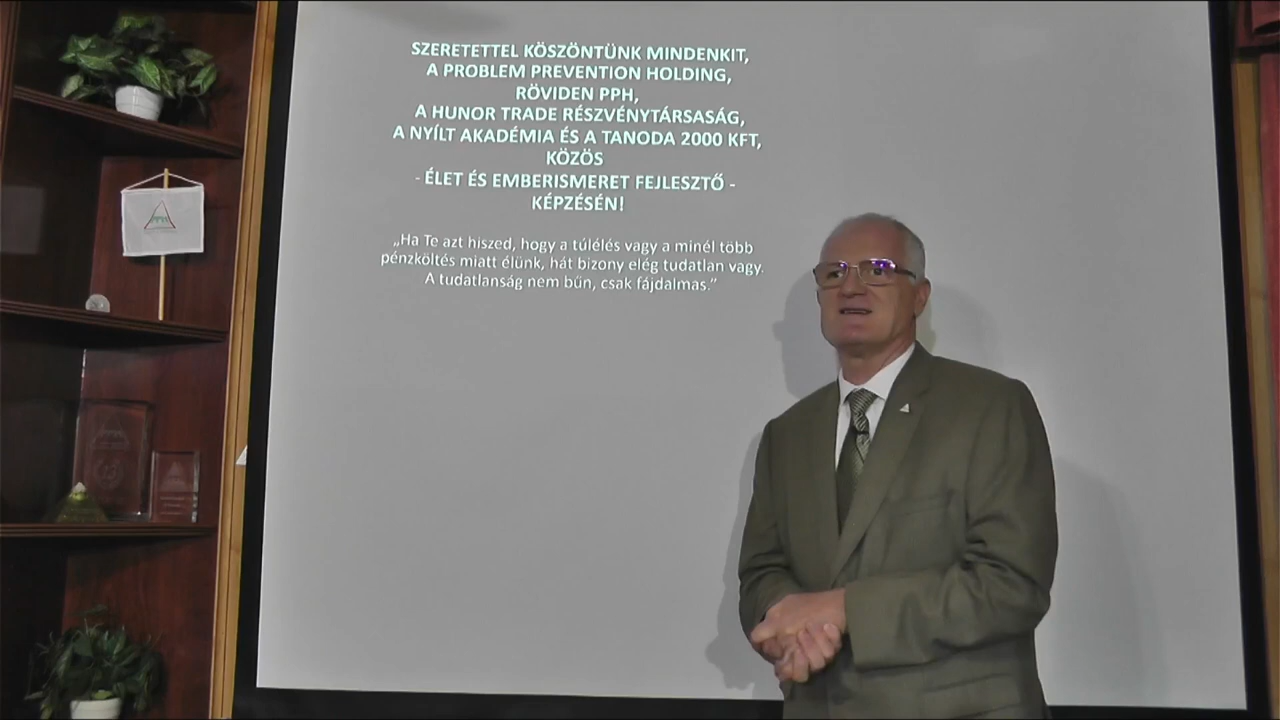 SZERETETTEL KÖSZÖNTÜNK MINDENKIT,
A PROBLEM PREVENTION HOLDING,
RÖVIDEN PPH,
A HUNOR TRADE RÉSZVÉNYTÁRSASÁG,
A NYÍLT AKADÉMIA ÉS A TANODA 2000 KFT,
KÖZÖS
- ÉLET ÉS EMBERISMERET FEJLESZTŐ -
KÉPZÉSÉN!
„Ha Te azt hiszed, hogy a túlélés vagy a minél több
pénzköltés miatt élünk, hát bizony elég tudatlan vagy.
A tudatlanság nem bűn, csak fájdalmas.”